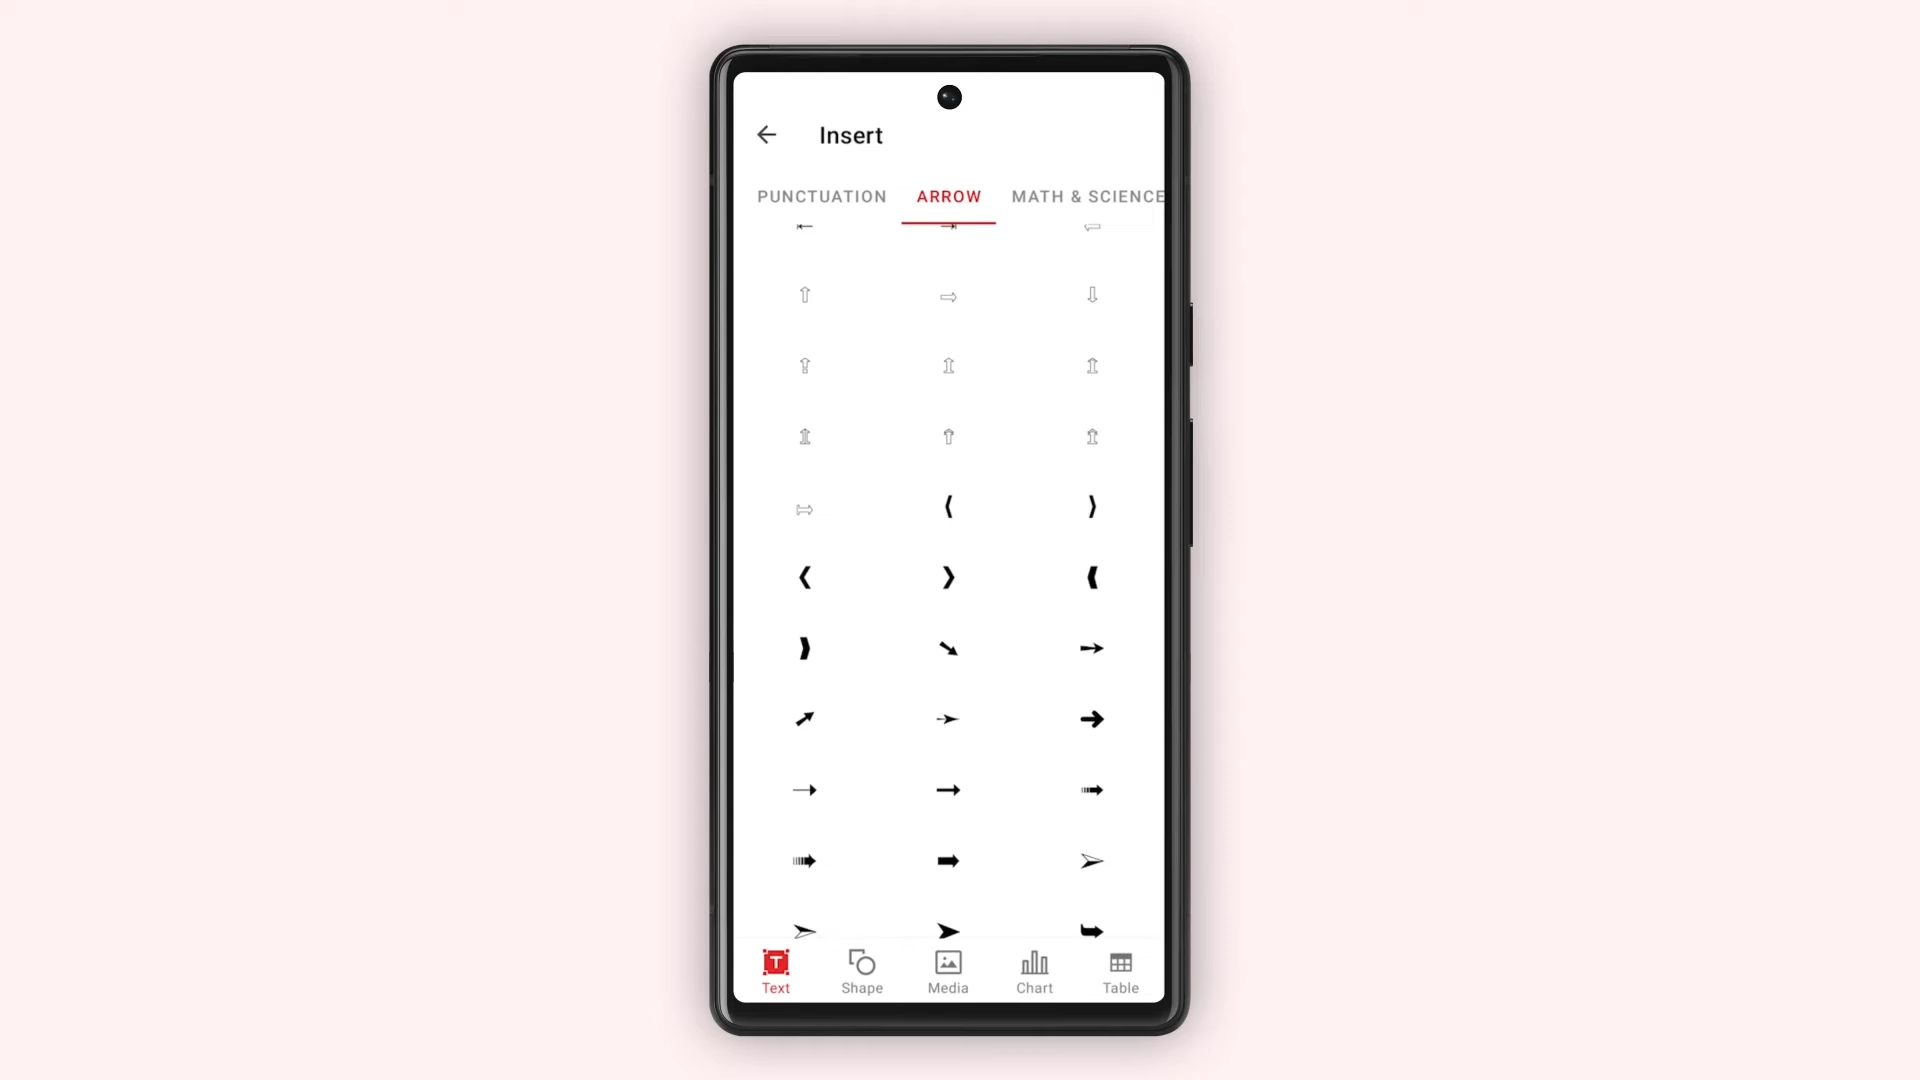 Insert
PUNCTUATION ARROW MATH & SCIENCE
⇤ ⇥ ⇦
⇧ ⇨ ⇩
⇪ ⇫ ⇬
⇭ ⇮ ⇯
⇰ ❬ ❭
❮ ❯ ❰
❱ ➘ ➙
➚ ➛ ➜
➝ ➞ ➟
➠ ➡ ➢
➣ ➤ ➥
Text Shape Media Chart Table